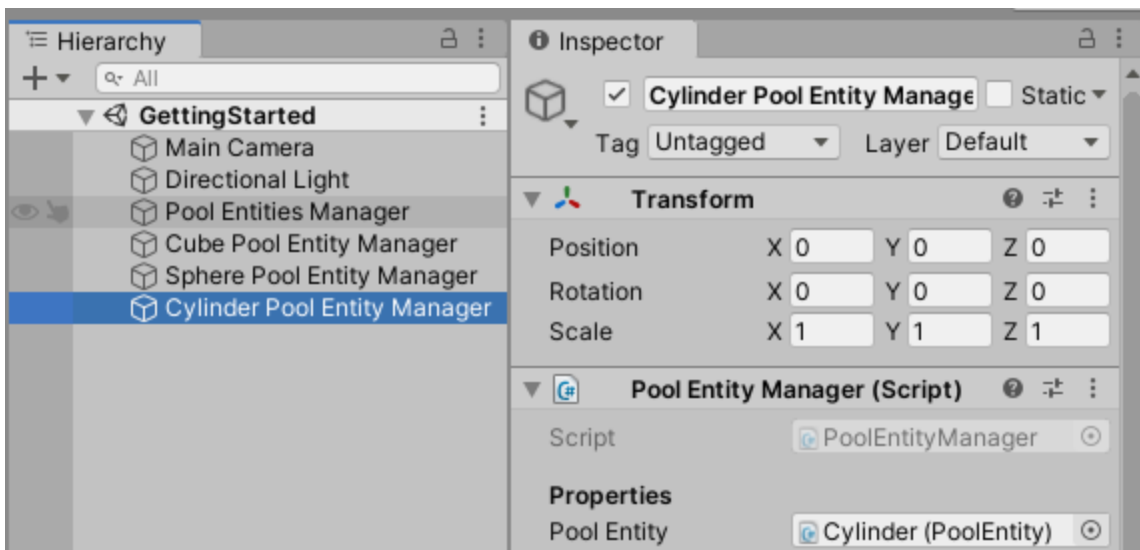 Hierarchy
All
GettingStarted
Main Camera
Directional Light
Pool Entities Manager
Cube Pool Entity Manager
Sphere Pool Entity Manager
Cylinder Pool Entity Manager
Inspector
Cylinder Pool Entity Manage Static
Tag Untagged Layer Default
Transform
Position X 0 Y 0 Z 0
Rotation X 0 Y 0 Z 0
Scale X 1 Y 1 Z 1
Pool Entity Manager (Script)
Script PoolEntityManager
Properties
Pool Entity Cylinder (PoolEntity)